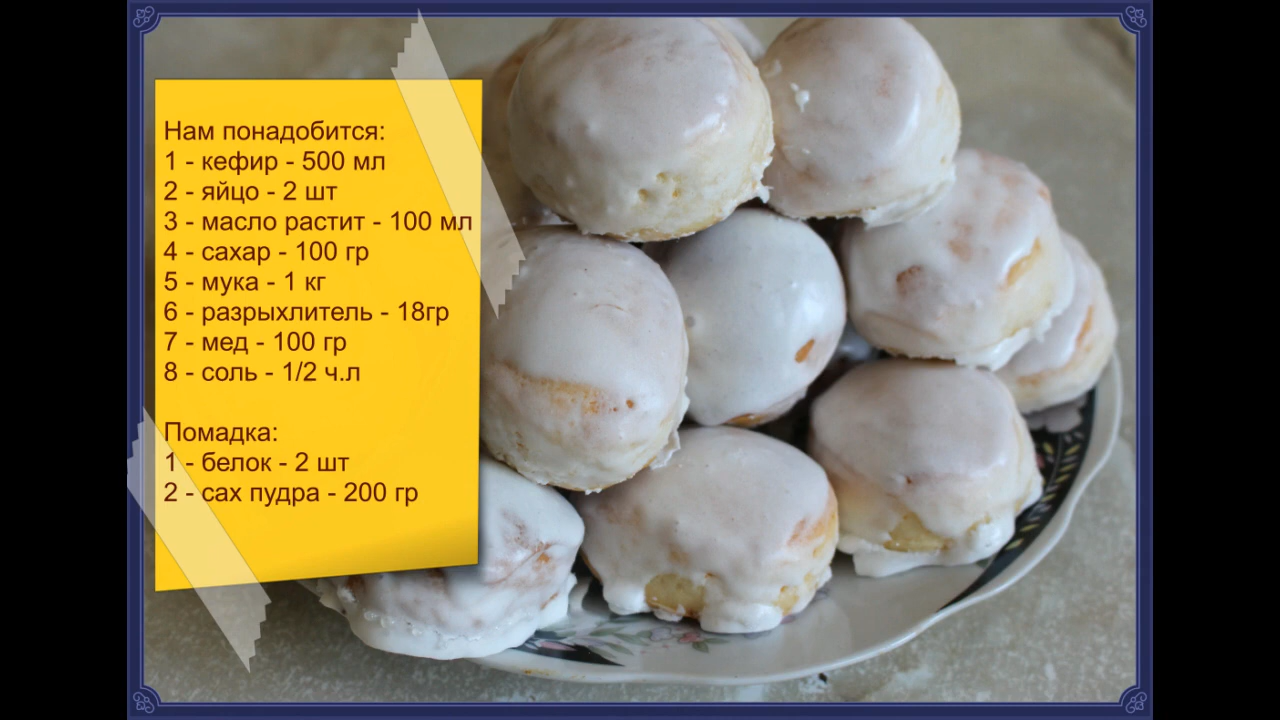 Нам понадобится:
1 - кефир - 500 мл
2 - яйцо - 2 шт
3 - масло растит - 100 мл
4 - сахар - 100 гр
5 - мука - 1 кг
6 - разрыхлитель - 18гр
7 - мед - 100 гр
8 - соль - 1/2 ч.л
Помадка:
1 - белок - 2 шт
2 - сах пудра - 200 гр